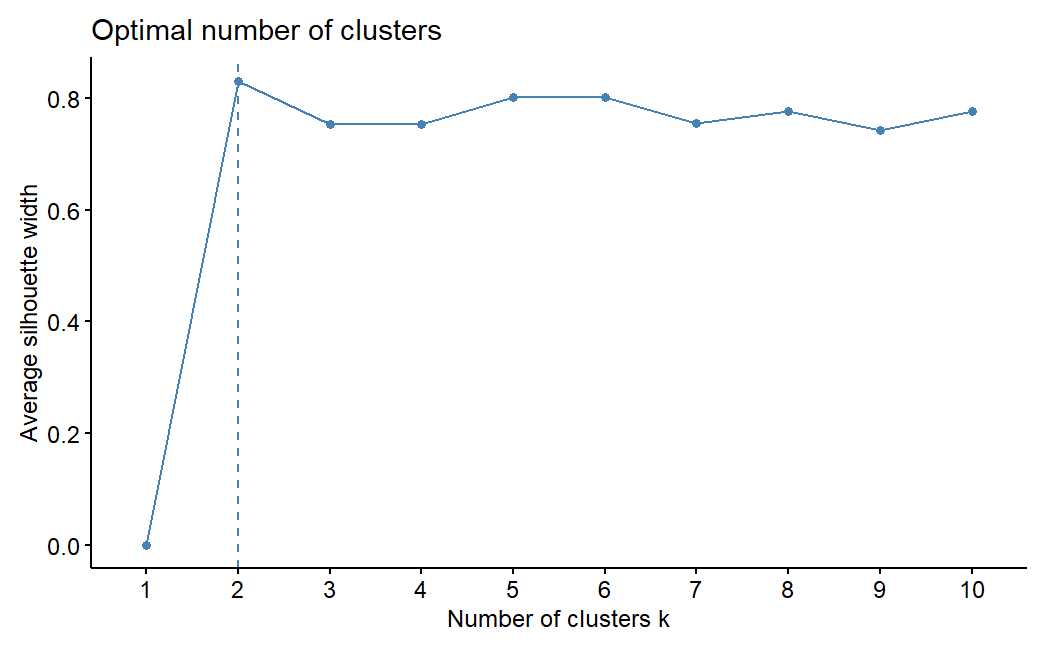 Optimal number of clusters
Average silhouette width
0.8
0.6
0.4
0.2
0.0
1 2 3 4 5 6 7 8 9 10
Number of clusters k